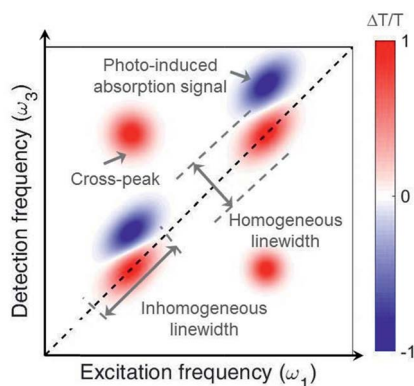 ΔT/T
1
Photo-induced
absorption signal
Cross-peak
Homogeneous
linewidth
Inhomogeneous
linewidth
-1
Detection frequency (ω₃)
Excitation frequency (ω₁)